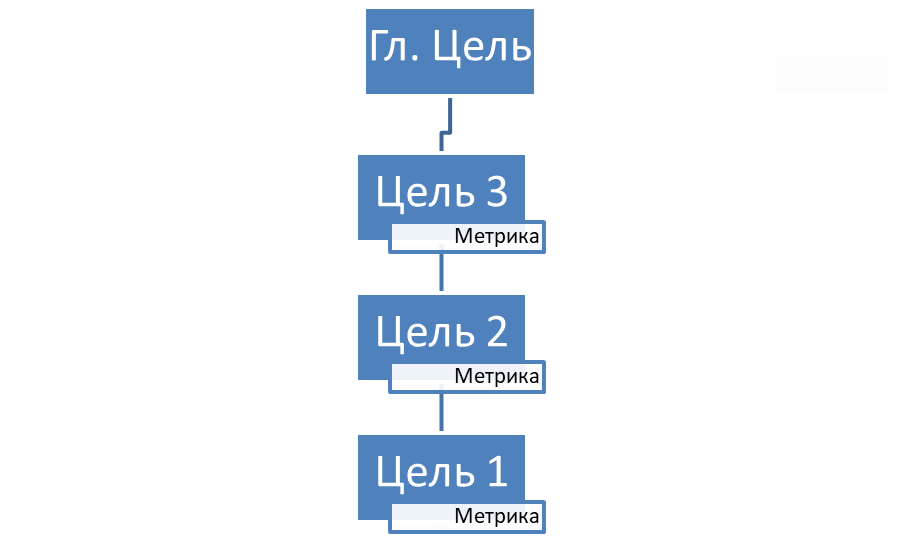 Гл. Цель
Цель 3
Метрика
Цель 2
Метрика
Цель 1
Метрика